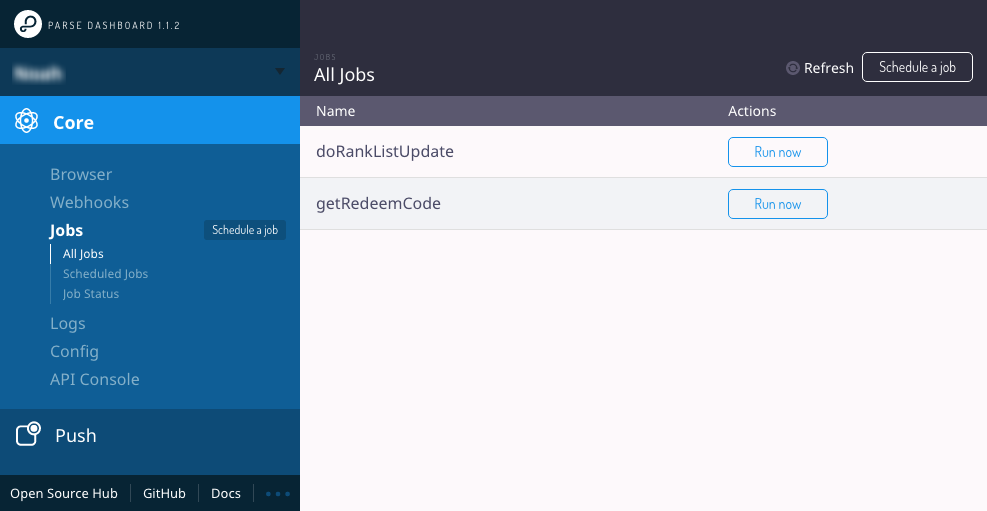 PARSE DASHBOARD 1.1.2
Core
Browser
Webhooks
Jobs
Schedule a job
All Jobs
Scheduled Jobs
Job Status
Logs
Config
API Console
Push
Open Source Hub
GitHub
Docs
JOBS
All Jobs
Refresh
Schedule a job
Name
Actions
doRankListUpdate
Run now
getRedeemCode
Run now